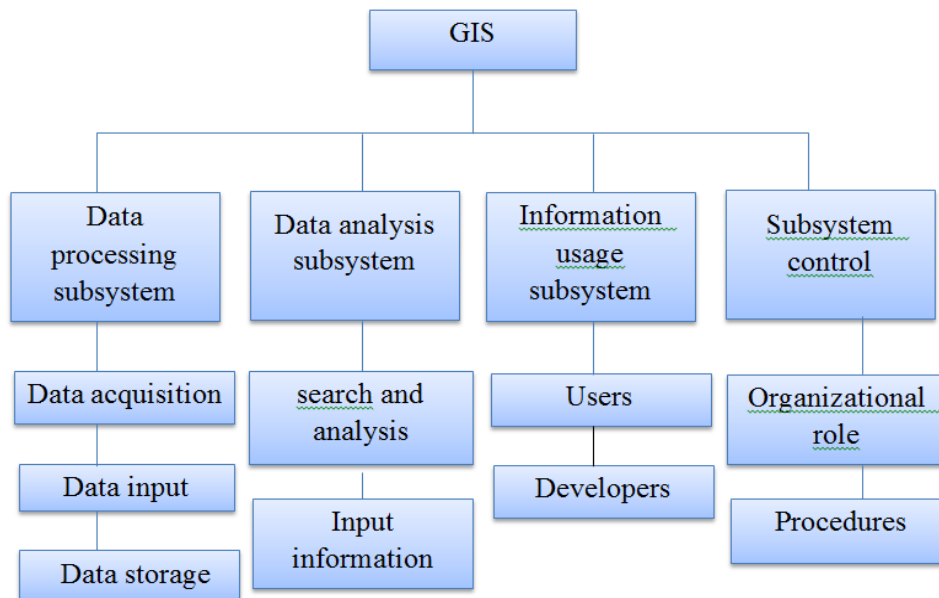 GIS
Data
processing
subsystem
Data analysis
subsystem
Information
usage
subsystem
Subsystem
control
Data acquisition
Data input
Data storage
search and
analysis
Input
information
Users
Developers
Organizational
role
Procedures